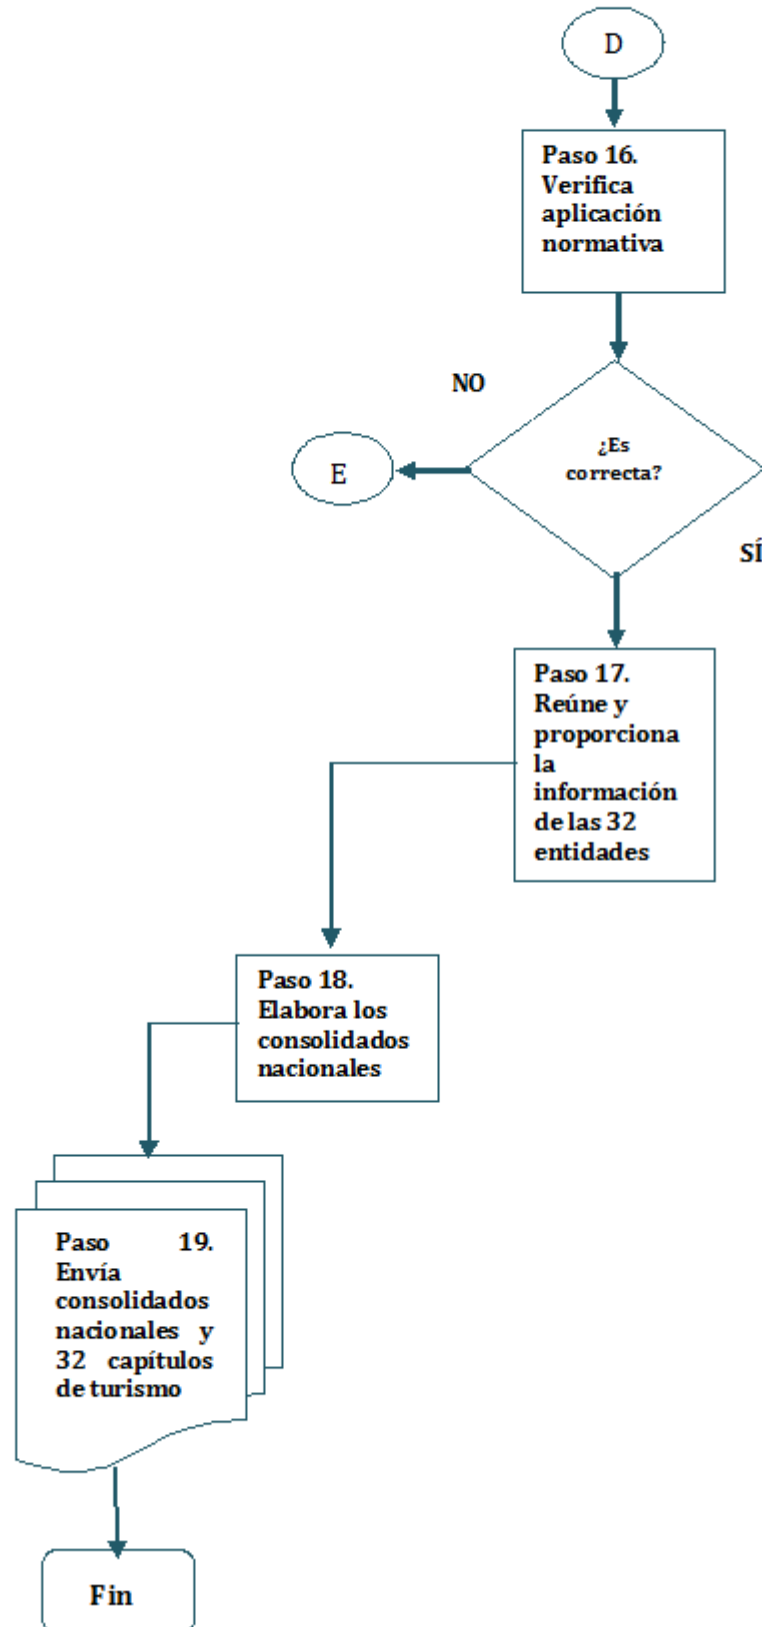 D
Paso 16.
Verifica
aplicación
normativa
NO
¿Es
correcta?
E
SÍ
Paso 17.
Reúne y
proporciona
la
información
de las 32
entidades
Paso 18.
Elabora los
consolidados
nacionales
Paso 19.
Envía
consolidados
nacionales y
32 capítulos
de turismo
Fin